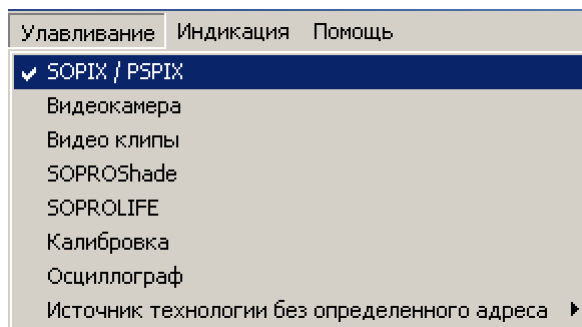 Улавливание Индикация Помощь
SOPIX / PSPIX
Видеокамера
Видео клипы
SOPROShade
SOPROLIFE
Калибровка
Осциллограф
Источник технологии без определенного адреса